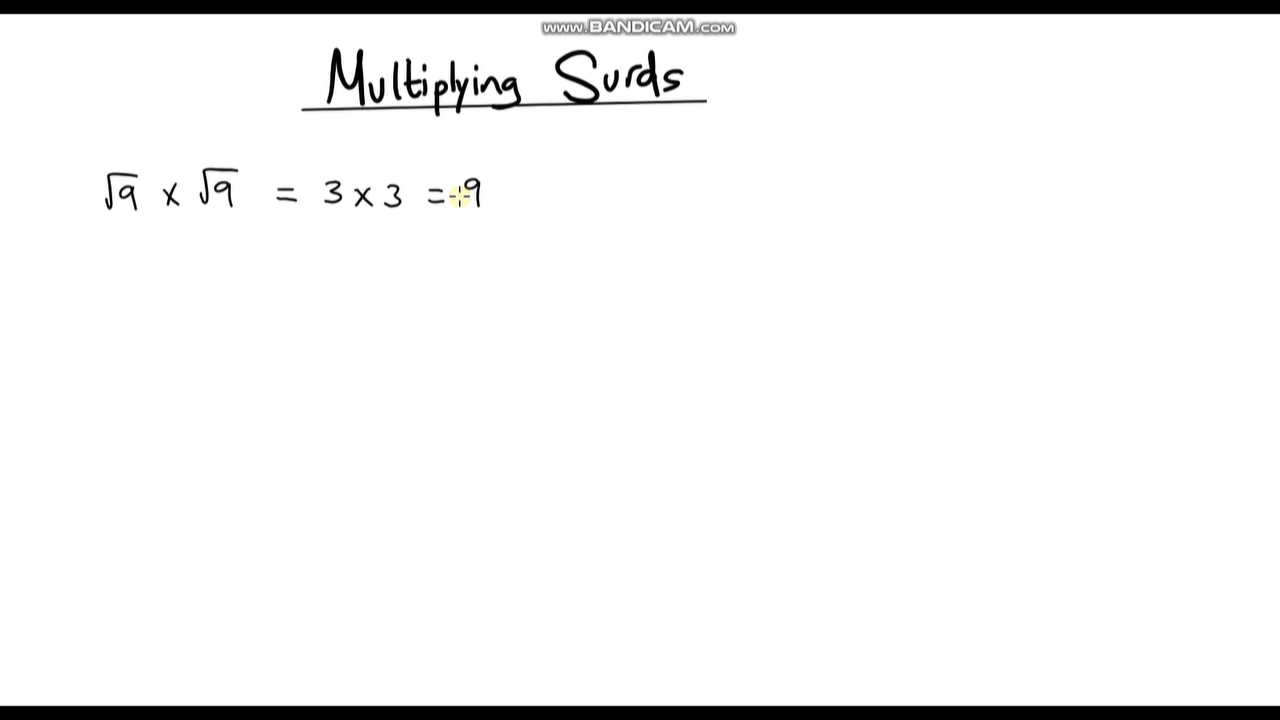 www.BANDICAM.com
Multiplying Surds
√9 × √9 = 3 × 3 = 9